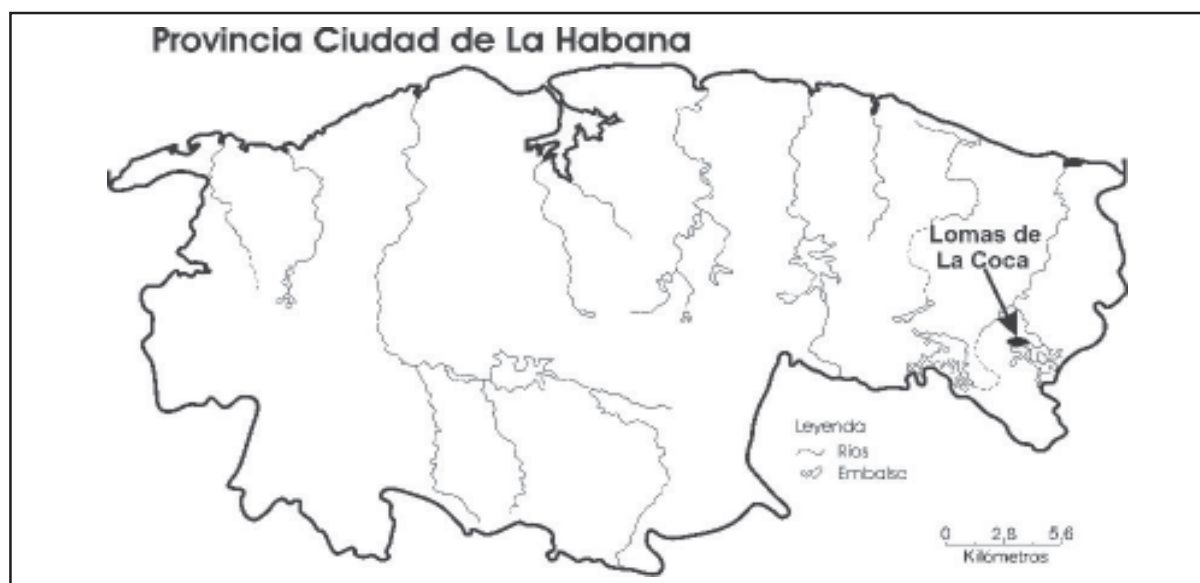 Provincia Ciudad de La Habana
Lomas de
La Coca
Leyenda
Ríos
Embalse
0 2,8 5,6
Kilómetros